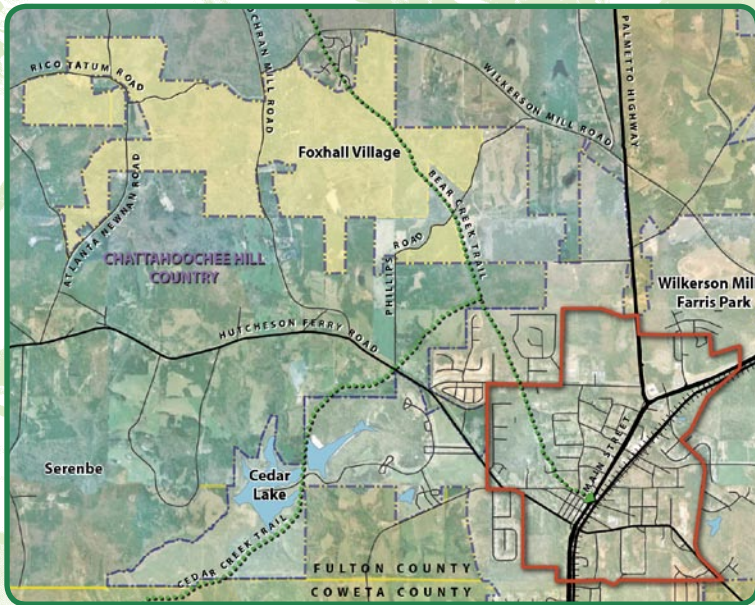 RICO TATUM ROAD
OCHRAN MILL ROAD
PALMETTO HIGHWAY
WILKERSON MILL ROAD
Foxhall Village
BEAR CREEK TRAIL
ATLANTA NEWNAN ROAD
CHATTAHOOCHEE HILL
COUNTRY
PHILLIPS ROAD
Wilkerson Mil
Farris Park
HUTCHESON FERRY ROAD
MAIN STREET
Serenbe
Cedar
Lake
CEDAR CREEK TRAIL
FULTON COUNTY
COWETA COUNTY